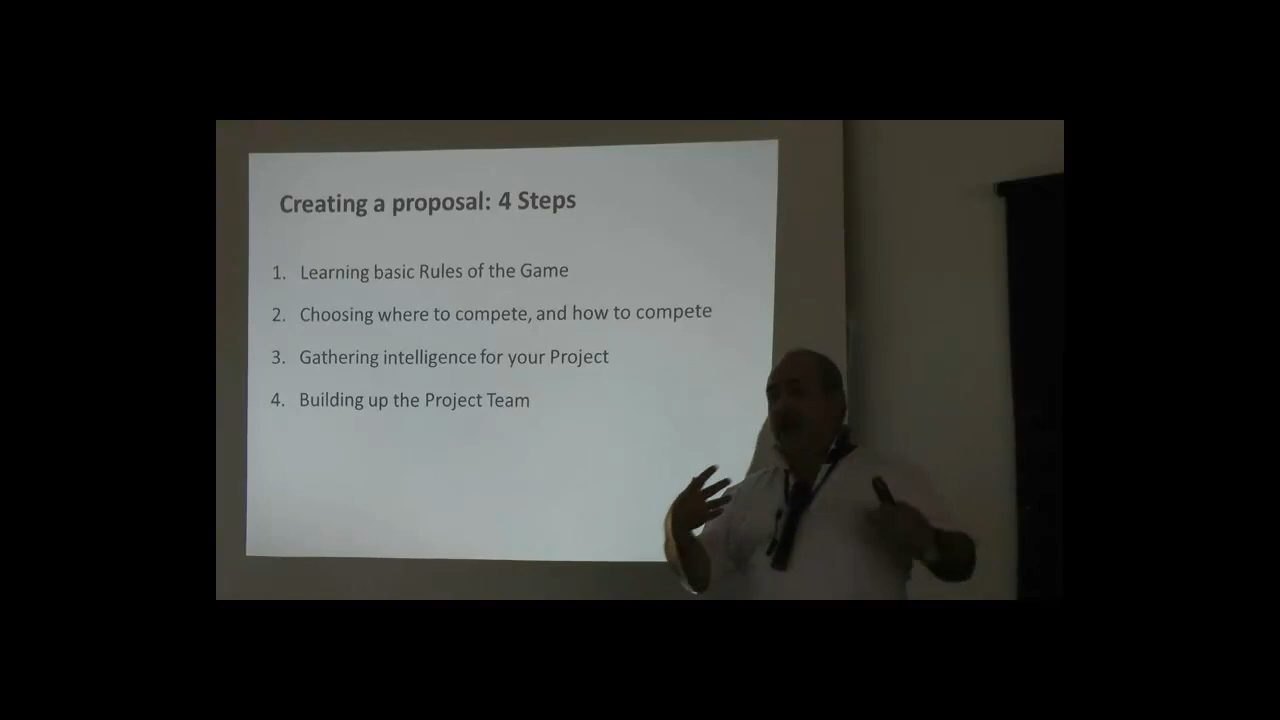 Creating a proposal: 4 Steps
1. Learning basic Rules of the Game
2. Choosing where to compete, and how to compete
3. Gathering intelligence for your Project
4. Building up the Project Team